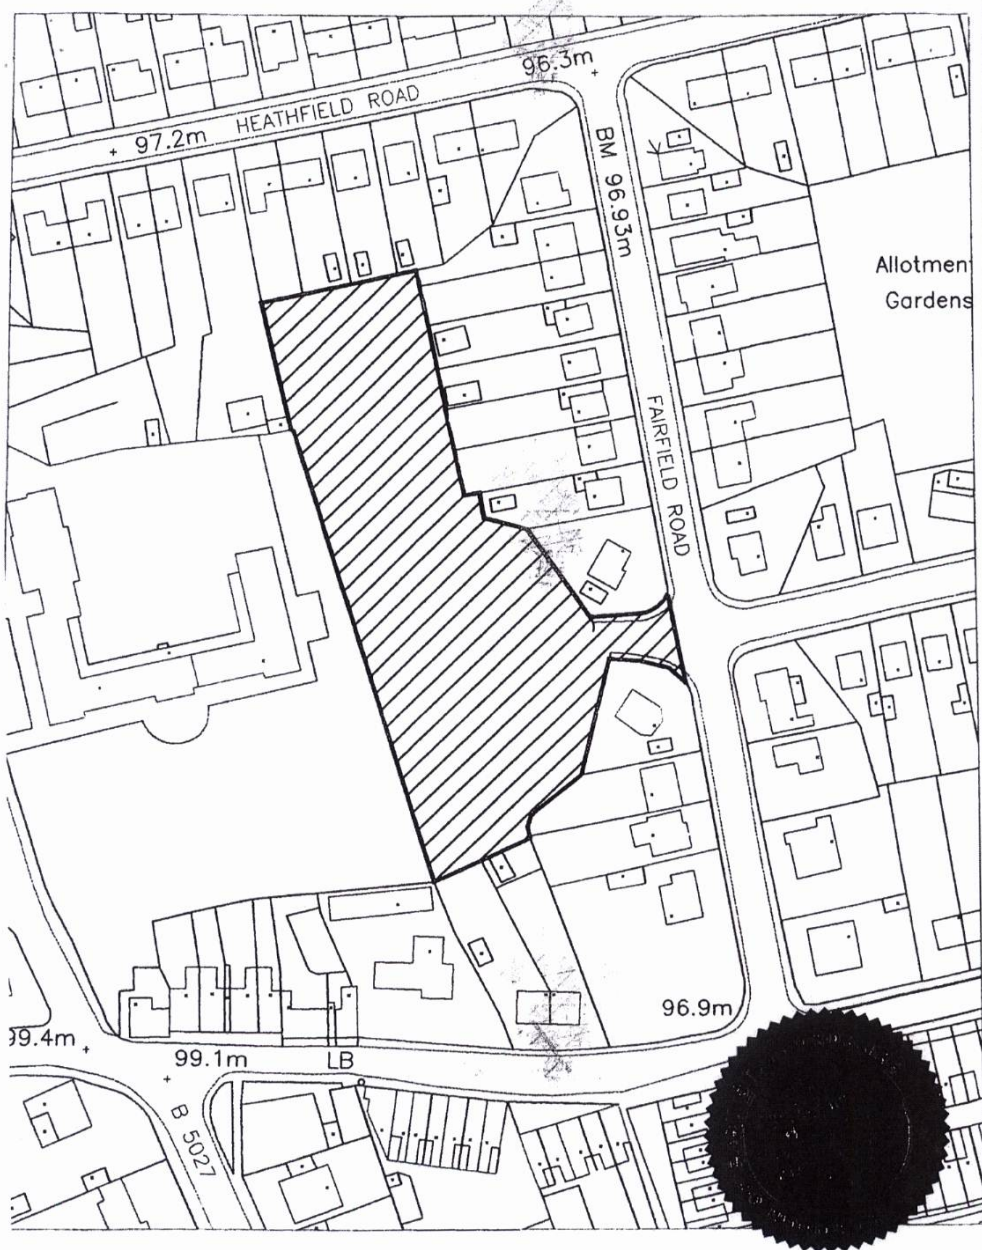 96.3m
HEATHFIELD ROAD
97.2m
BM 96.93m
Allotmen
Gardens
FAIRFIELD ROAD
96.9m
99.4m
99.1m
LB
B 5027